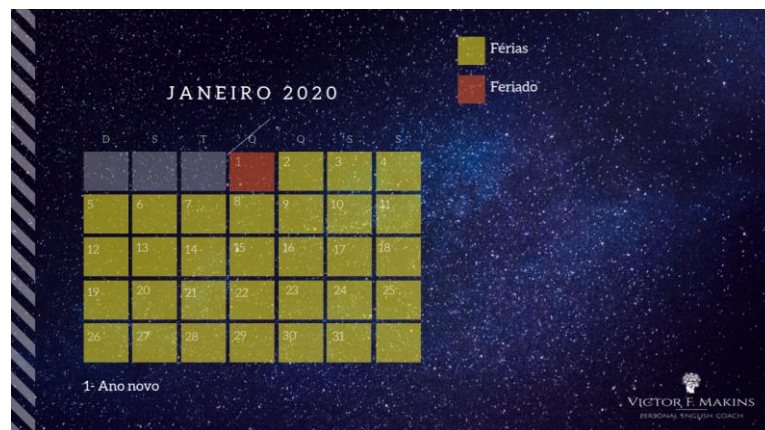 Férias
Feriado
JANEIRO 2020
D S T Q Q S S
1 2 3 4
5 6 7 8 9 10 11
12 13 14 15 16 17 18
19 20 21 22 23 24 25
26 27 28 29 30 31
1- Ano novo
VICTOR F. MAKINS
PERSONAL ENGLISH COACH